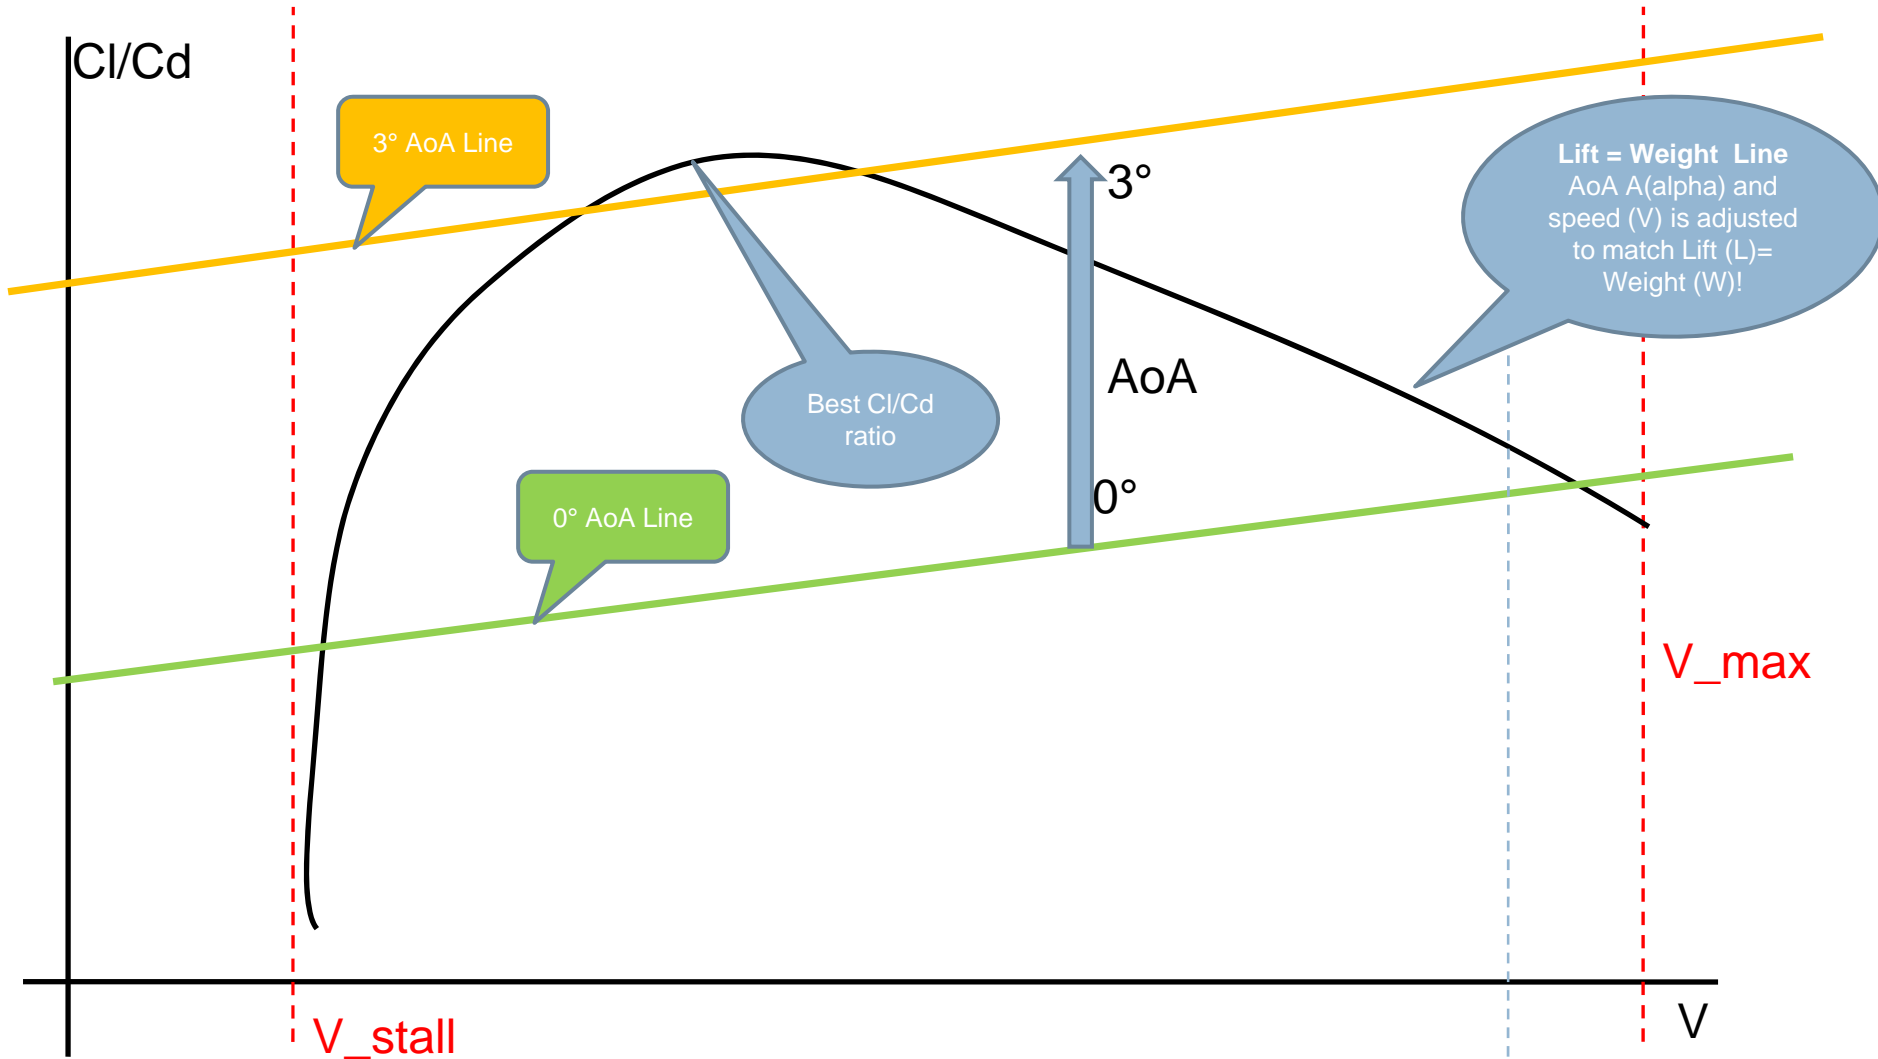 Cl/Cd
3° AoA Line
3°
Lift = Weight Line
AoA A(alpha) and
speed (V) is adjusted
to match Lift (L)=
Weight (W)!
AoA
Best Cl/Cd
ratio
0°
0° AoA Line
V_max
V_stall
V